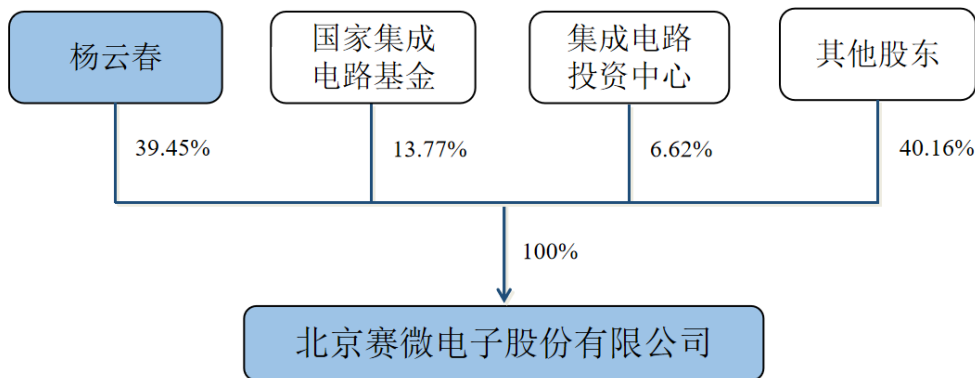 杨云春
国家集成
电路基金
集成电路
投资中心
其他股东
39.45%
13.77%
6.62%
40.16%
100%
北京赛微电子股份有限公司